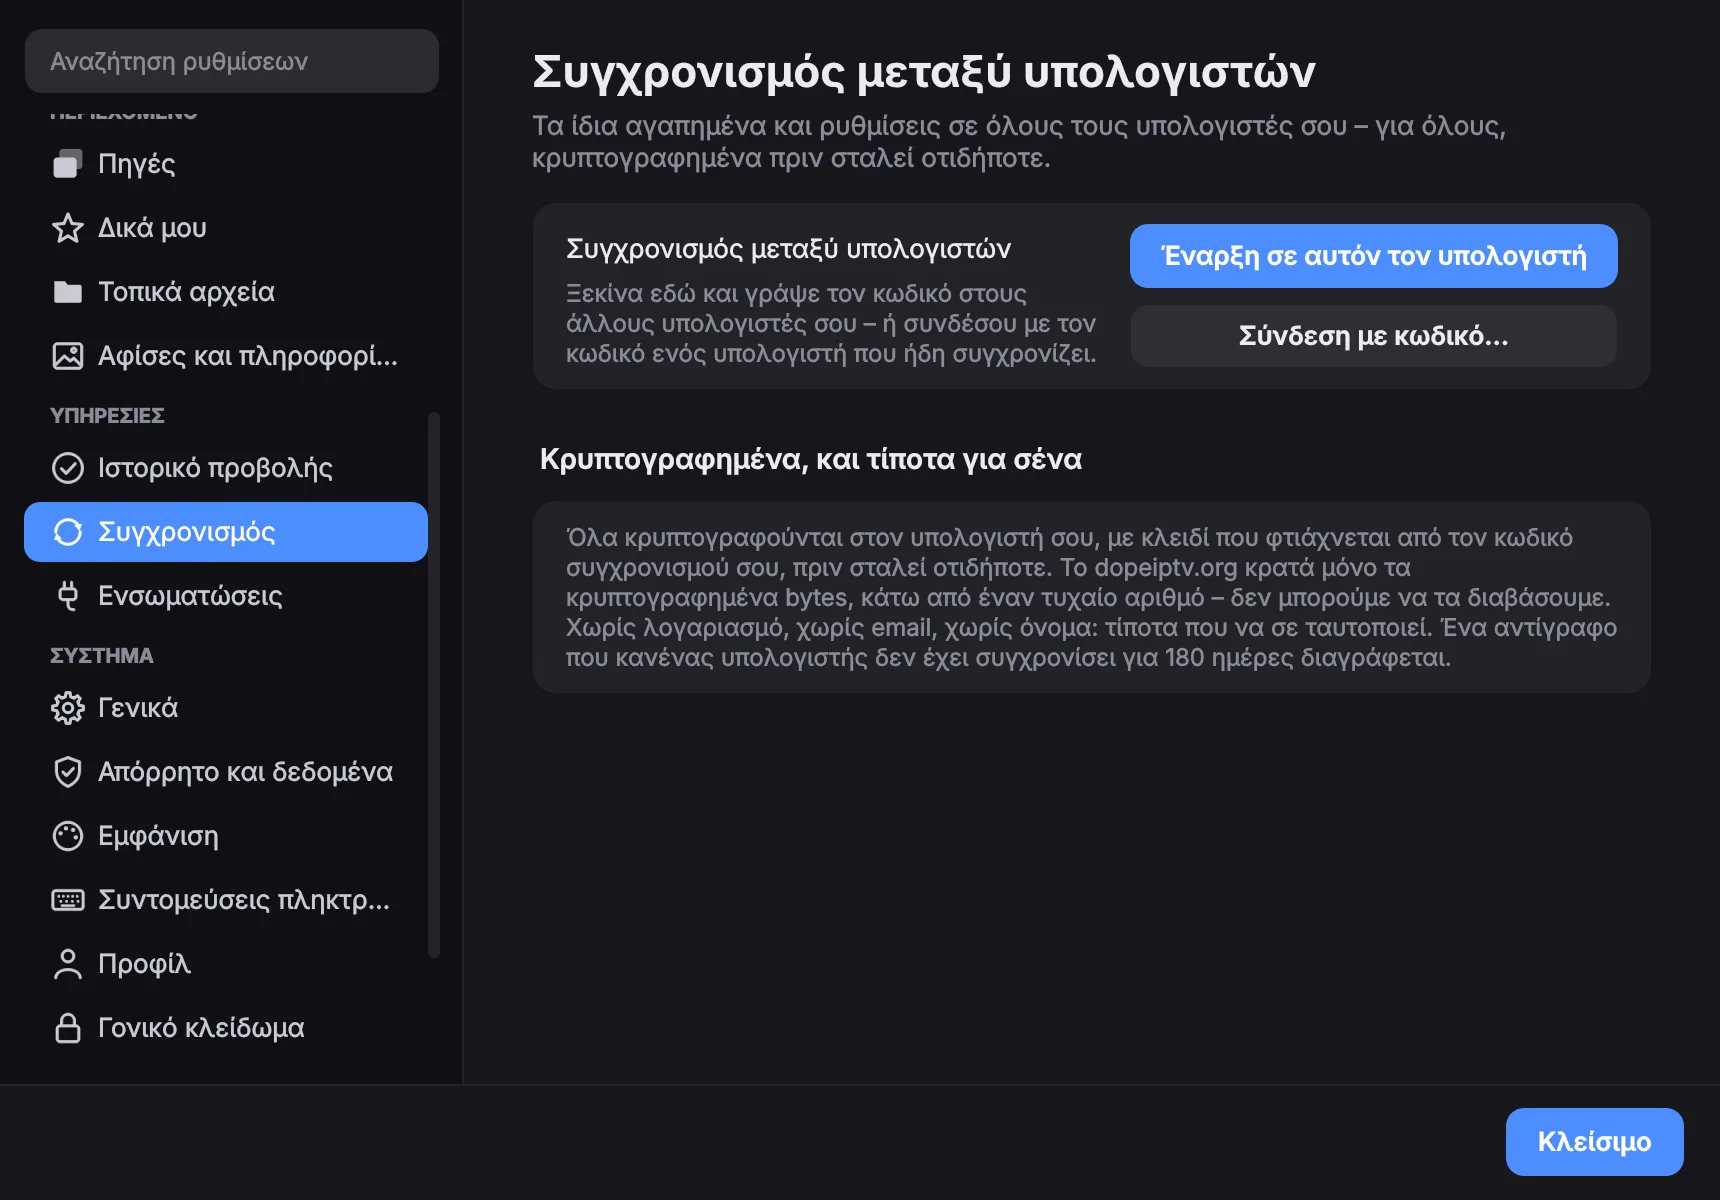 Αναζήτηση ρυθμίσεων
ΠΕΡΙΕΧΟΜΕΝΟ
Πηγές
Δικά μου
Τοπικά αρχεία
Αφίσες και πληροφορί...
ΥΠΗΡΕΣΙΕΣ
Ιστορικό προβολής
Συγχρονισμός
Ενσωματώσεις
ΣΥΣΤΗΜΑ
Γενικά
Απόρρητο και δεδομένα
Εμφάνιση
Συντομεύσεις πληκτρ...
Προφίλ
Γονικό κλείδωμα
Συγχρονισμός μεταξύ υπολογιστών
Τα ίδια αγαπημένα και ρυθμίσεις σε όλους τους υπολογιστές σου – για όλους,
κρυπτογραφημένα πριν σταλεί οτιδήποτε.
Συγχρονισμός μεταξύ υπολογιστών
Ξεκίνα εδώ και γράψε τον κωδικό στους
άλλους υπολογιστές σου – ή συνδέσου με τον
κωδικό ενός υπολογιστή που ήδη συγχρονίζει.
Έναρξη σε αυτόν τον υπολογιστή
Σύνδεση με κωδικό...
Κρυπτογραφημένα, και τίποτα για σένα
Όλα κρυπτογραφούνται στον υπολογιστή σου, με κλειδί που φτιάχνεται από τον κωδικό
συγχρονισμού σου, πριν σταλεί οτιδήποτε. Το dopeiptv.org κρατά μόνο τα
κρυπτογραφημένα bytes, κάτω από έναν τυχαίο αριθμό – δεν μπορούμε να τα διαβάσουμε.
Χωρίς λογαριασμό, χωρίς email, χωρίς όνομα: τίποτα που να σε ταυτοποιεί. Ένα αντίγραφο
που κανένας υπολογιστής δεν έχει συγχρονίσει για 180 ημέρες διαγράφεται.
Κλείσιμο